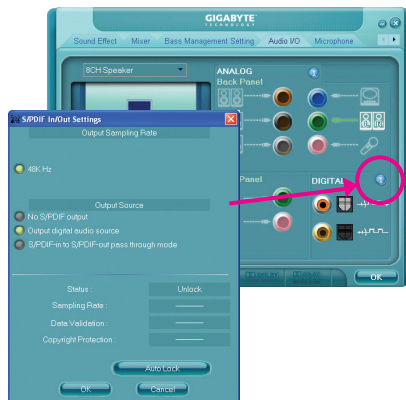 GIGABYTE
TECHNOLOGY
Sound Effect Mixer Bass Management Setting Audio I/O Microphone
8CH Speaker
ANALOG
Back Panel
Panel
DIGITAL
OK
S/PDIF In/Out Settings
Output Sampling Rate
48K Hz
Output Source
No S/PDIF output
Output digital audio source
S/PDIF-in to S/PDIF-out pass through mode
Status : Unlock
Sampling Rate :
Data Validation :
Copyright Protection :
Auto Lock
OK Cancel